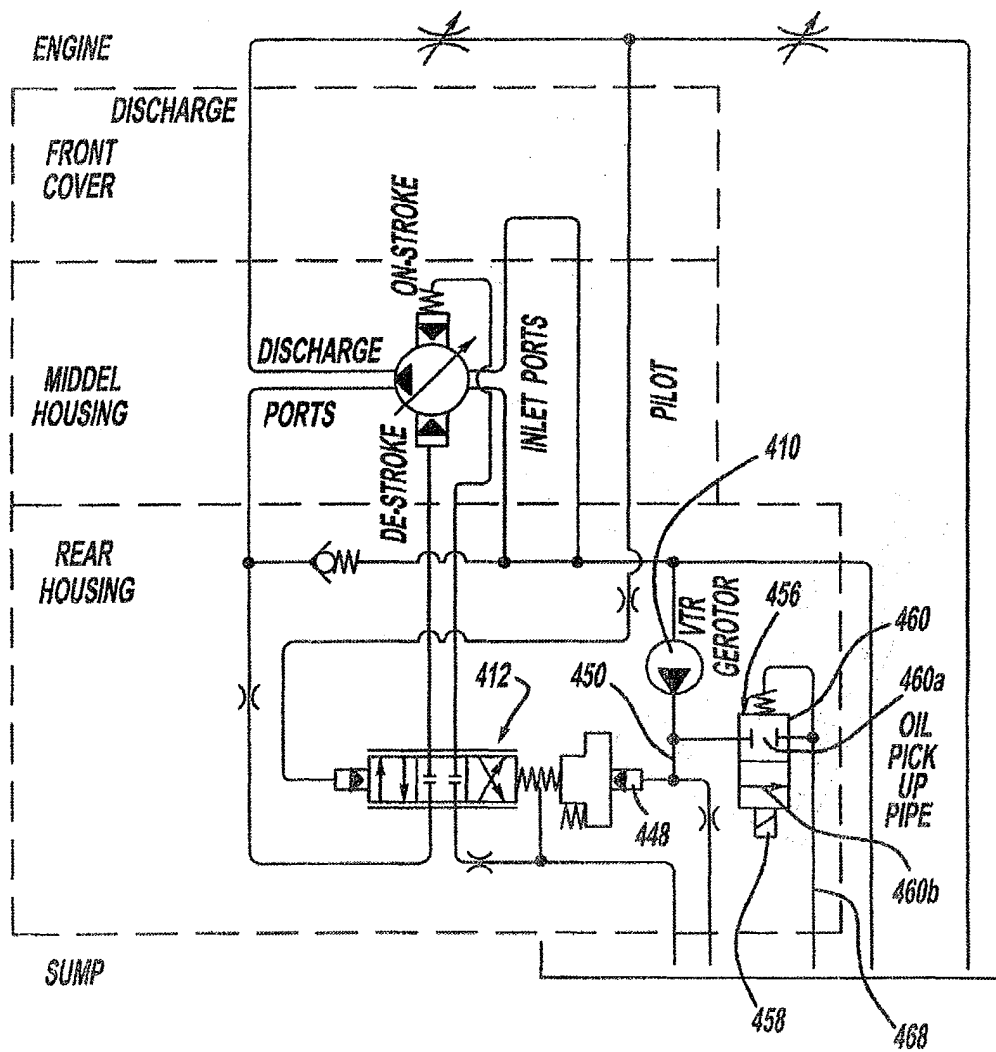 ENGINE
DISCHARGE
FRONT
COVER
ON-STROKE
MIDDEL
HOUSING
DISCHARGE
PORTS
INLET PORTS
PILOT
DE-STROKE
410
REAR
HOUSING
VTR
GEROTOR
456
460
412
450
460a
OIL
PICK
UP
PIPE
448
460b
SUMP
458
468